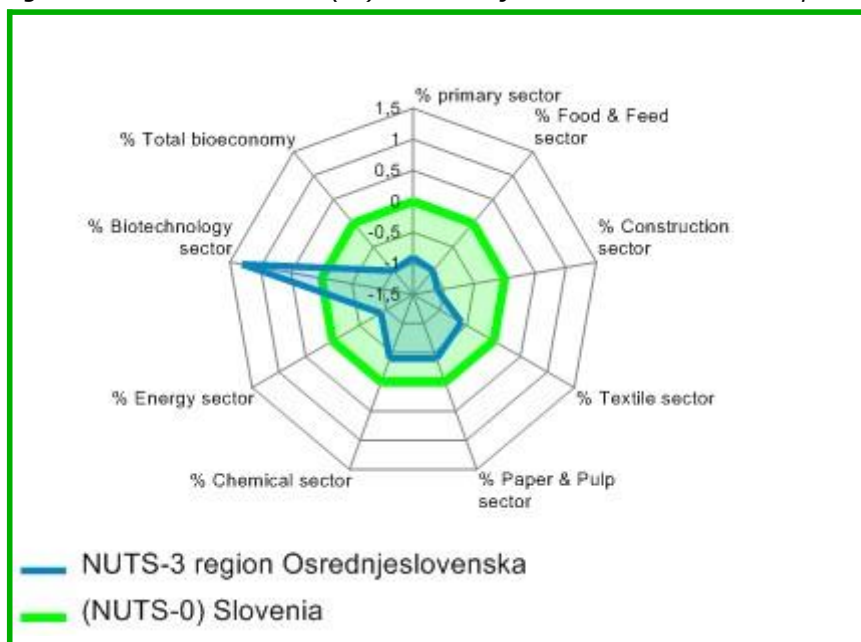 % primary sector
1,5
% Food & Feed
sector
1
% Total bioeconomy
0,5
0
% Biotechnology
sector
% Construction
sector
-0,5
-1
-1,5
% Energy sector
% Textile sector
% Chemical sector
% Paper & Pulp
sector
NUTS-3 region Osrednjeslovenska
(NUTS-0) Slovenia